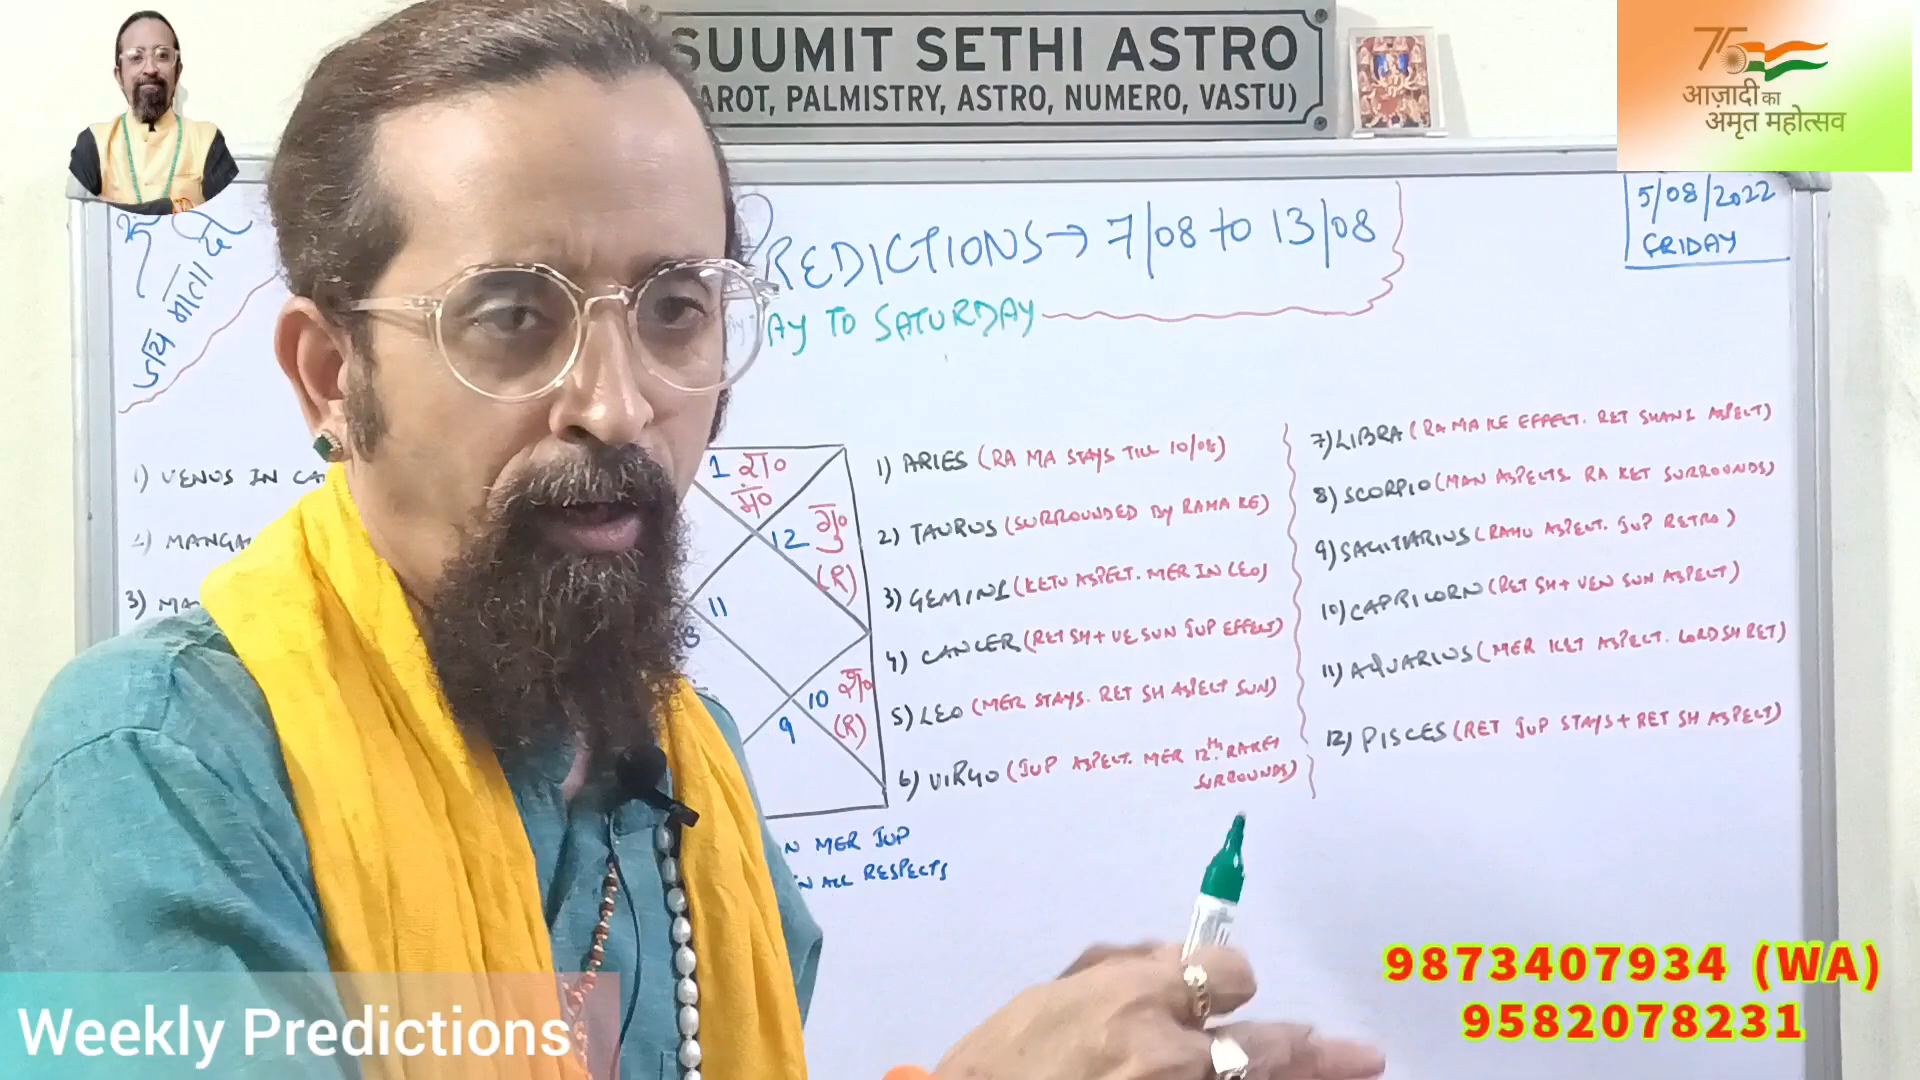 SUUMIT SETHI ASTRO
AROT, PALMISTRY, ASTRO, NUMERO, VASTU)
75
आज़ादी का
अमृत महोत्सव
ॐ
जय माता दी
5/08/2022
FRIDAY
PREDICTIONS → 7/08 to 13/08
AY TO SATURDAY
1) VENUS IN CA
2) MANGA
3) MA
1 रा०
मं०
12 गु०
(R)
11
8
10 श०
(R)
9
1) ARIES (RA MA STAYS TILL 10/08)
2) TAURUS (SURROUNDED BY RAMA KE)
3) GEMINI (KETU ASPECT. MER IN LEO)
4) CANCER (RET SH + VE SUN JUP EFFECT)
5) LEO (MER STAYS. RET SH ASPECT SUN)
6) VIRGO (JUP ASPECT. MER 12th. RAKET
SURROUNDS)
7) LIBRA (RA MA KE EFFECT. RET SHANI ASPECT)
8) SCORPIO (MAN ASPECTS RA KET SURROUNDS)
9) SAGITARIUS (RAHU ASPECT. JUP RETRO)
10) CAPRICORN (RET SH + VEN SUN ASPECT)
11) AQUARIUS (MER KET ASPECT. LORD SH RET)
12) PISCES (RET JUP STAYS + RET SH ASPECT)
N MER JUP
N ALL RESPECTS
9873407934 (WA)
9582078231
Weekly Predictions